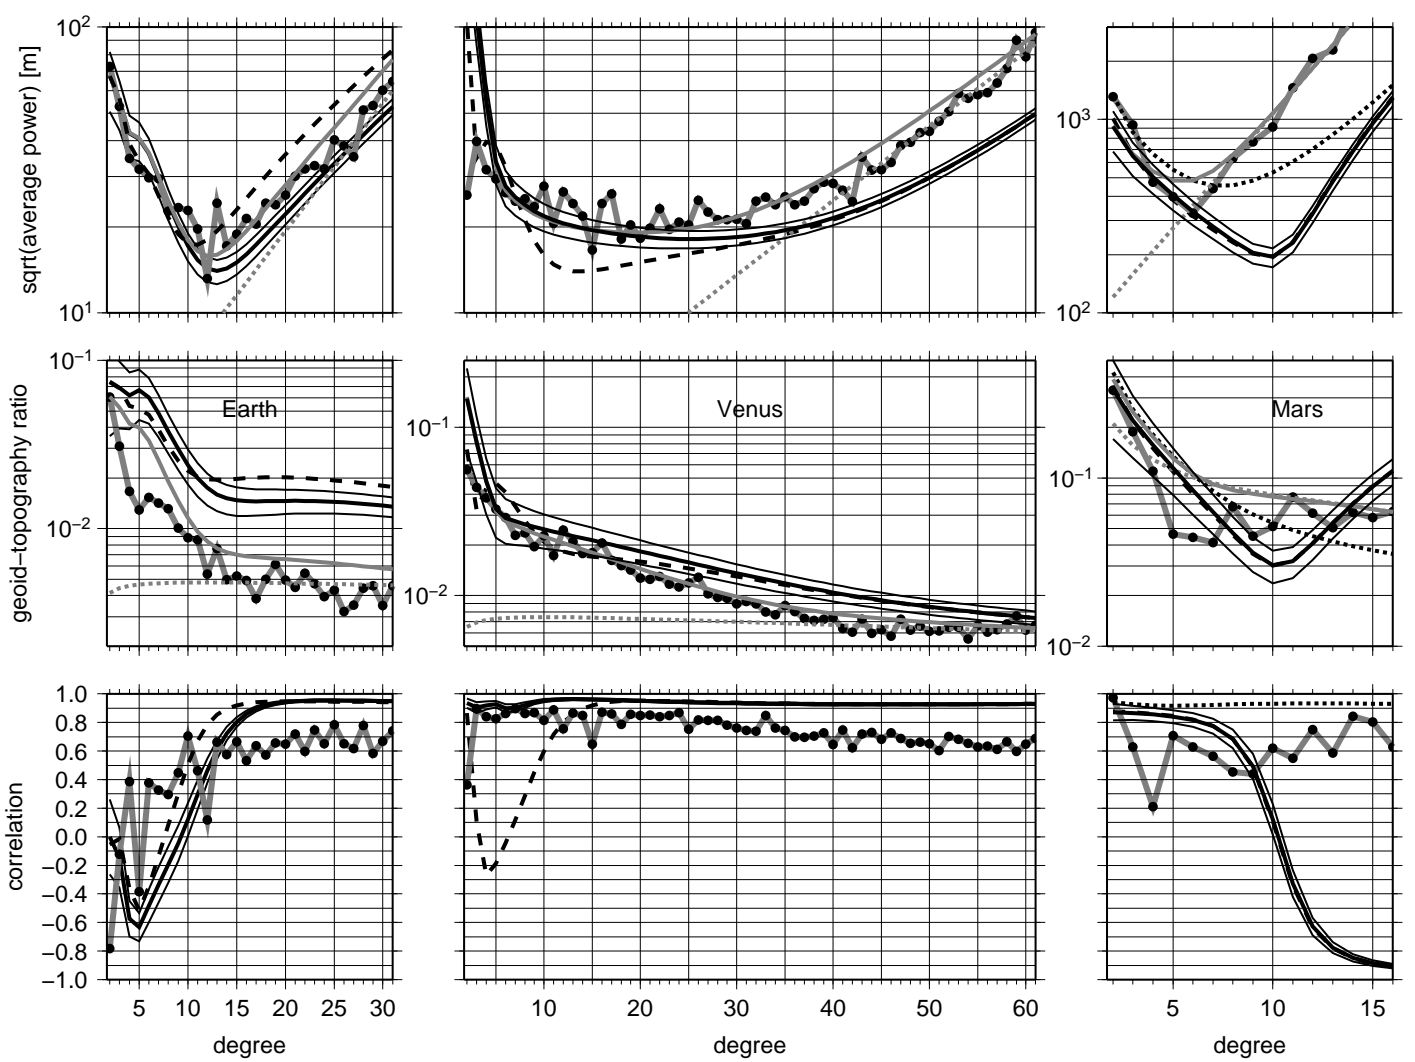 sqrt(average power) [m]
10²
10¹
10³
10²
geoid–topography ratio
10⁻¹
10⁻²
Earth
10⁻¹
10⁻²
Venus
10⁻¹
10⁻²
Mars
correlation
1.0
0.8
0.6
0.4
0.2
0.0
−0.2
−0.4
−0.6
−0.8
−1.0
5 10 15 20 25 30
10 20 30 40 50 60
5 10 15
degree degree degree